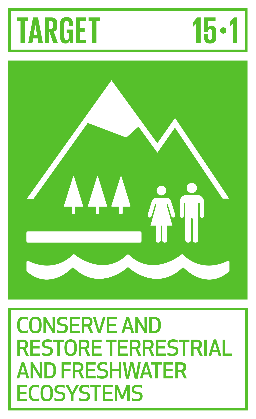 TARGET 15·1
CONSERVE AND
RESTORE TERRESTRIAL
AND FRESHWATER
ECOSYSTEMS